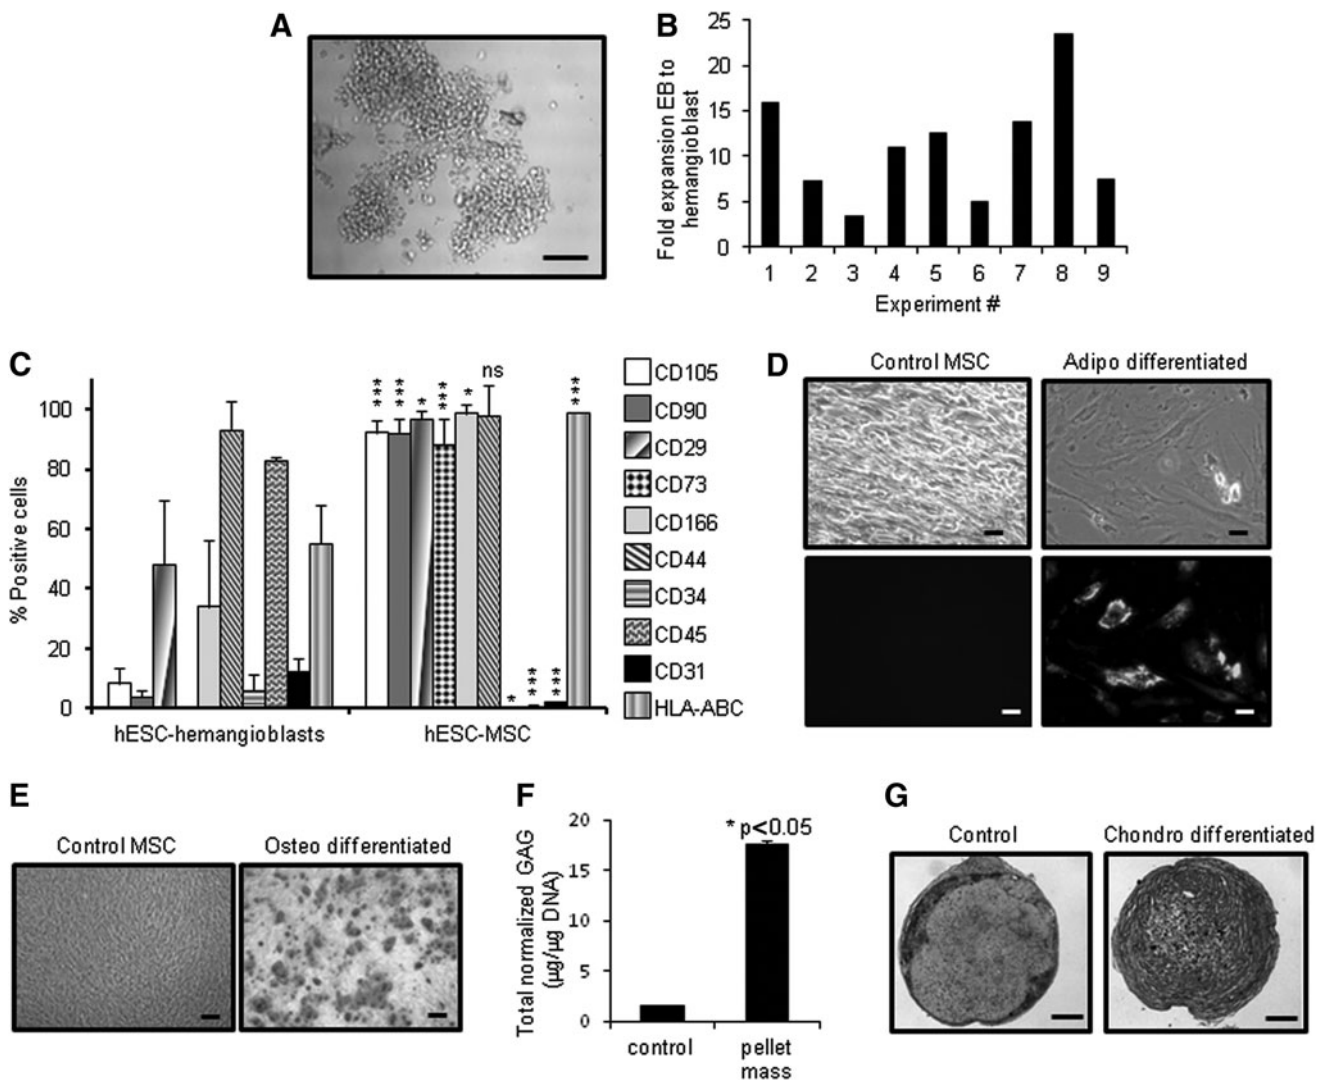 A
B
Fold expansion EB to
hemangioblast
25
20
15
10
5
0
1 2 3 4 5 6 7 8 9
Experiment #
C
% Positive cells
100
80
60
40
20
0
*** *** * *** * ns * *** *** ***
hESC-hemangioblasts hESC-MSC
CD105
CD90
CD29
CD73
CD166
CD44
CD34
CD45
CD31
HLA-ABC
D
Control MSC Adipo differentiated
E
Control MSC Osteo differentiated
F
Total normalized GAG
(µg/µg DNA)
20
15
10
5
0
* p<0.05
control pellet
mass
G
Control Chondro differentiated